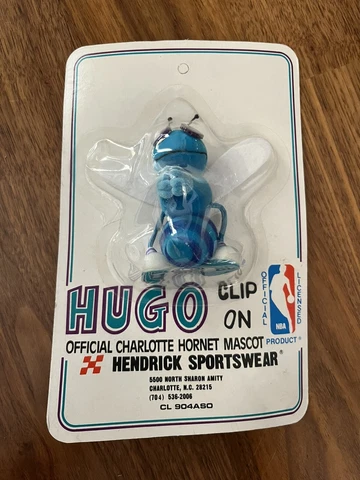 HUGO CLIP ON
OFFICIAL LICENSED
NBA
PRODUCT®
OFFICIAL CHARLOTTE HORNET MASCOT
HENDRICK SPORTSWEAR®
5500 NORTH SHARON AMITY
CHARLOTTE, N.C. 28215
(704) 536-2006
CL 904ASO